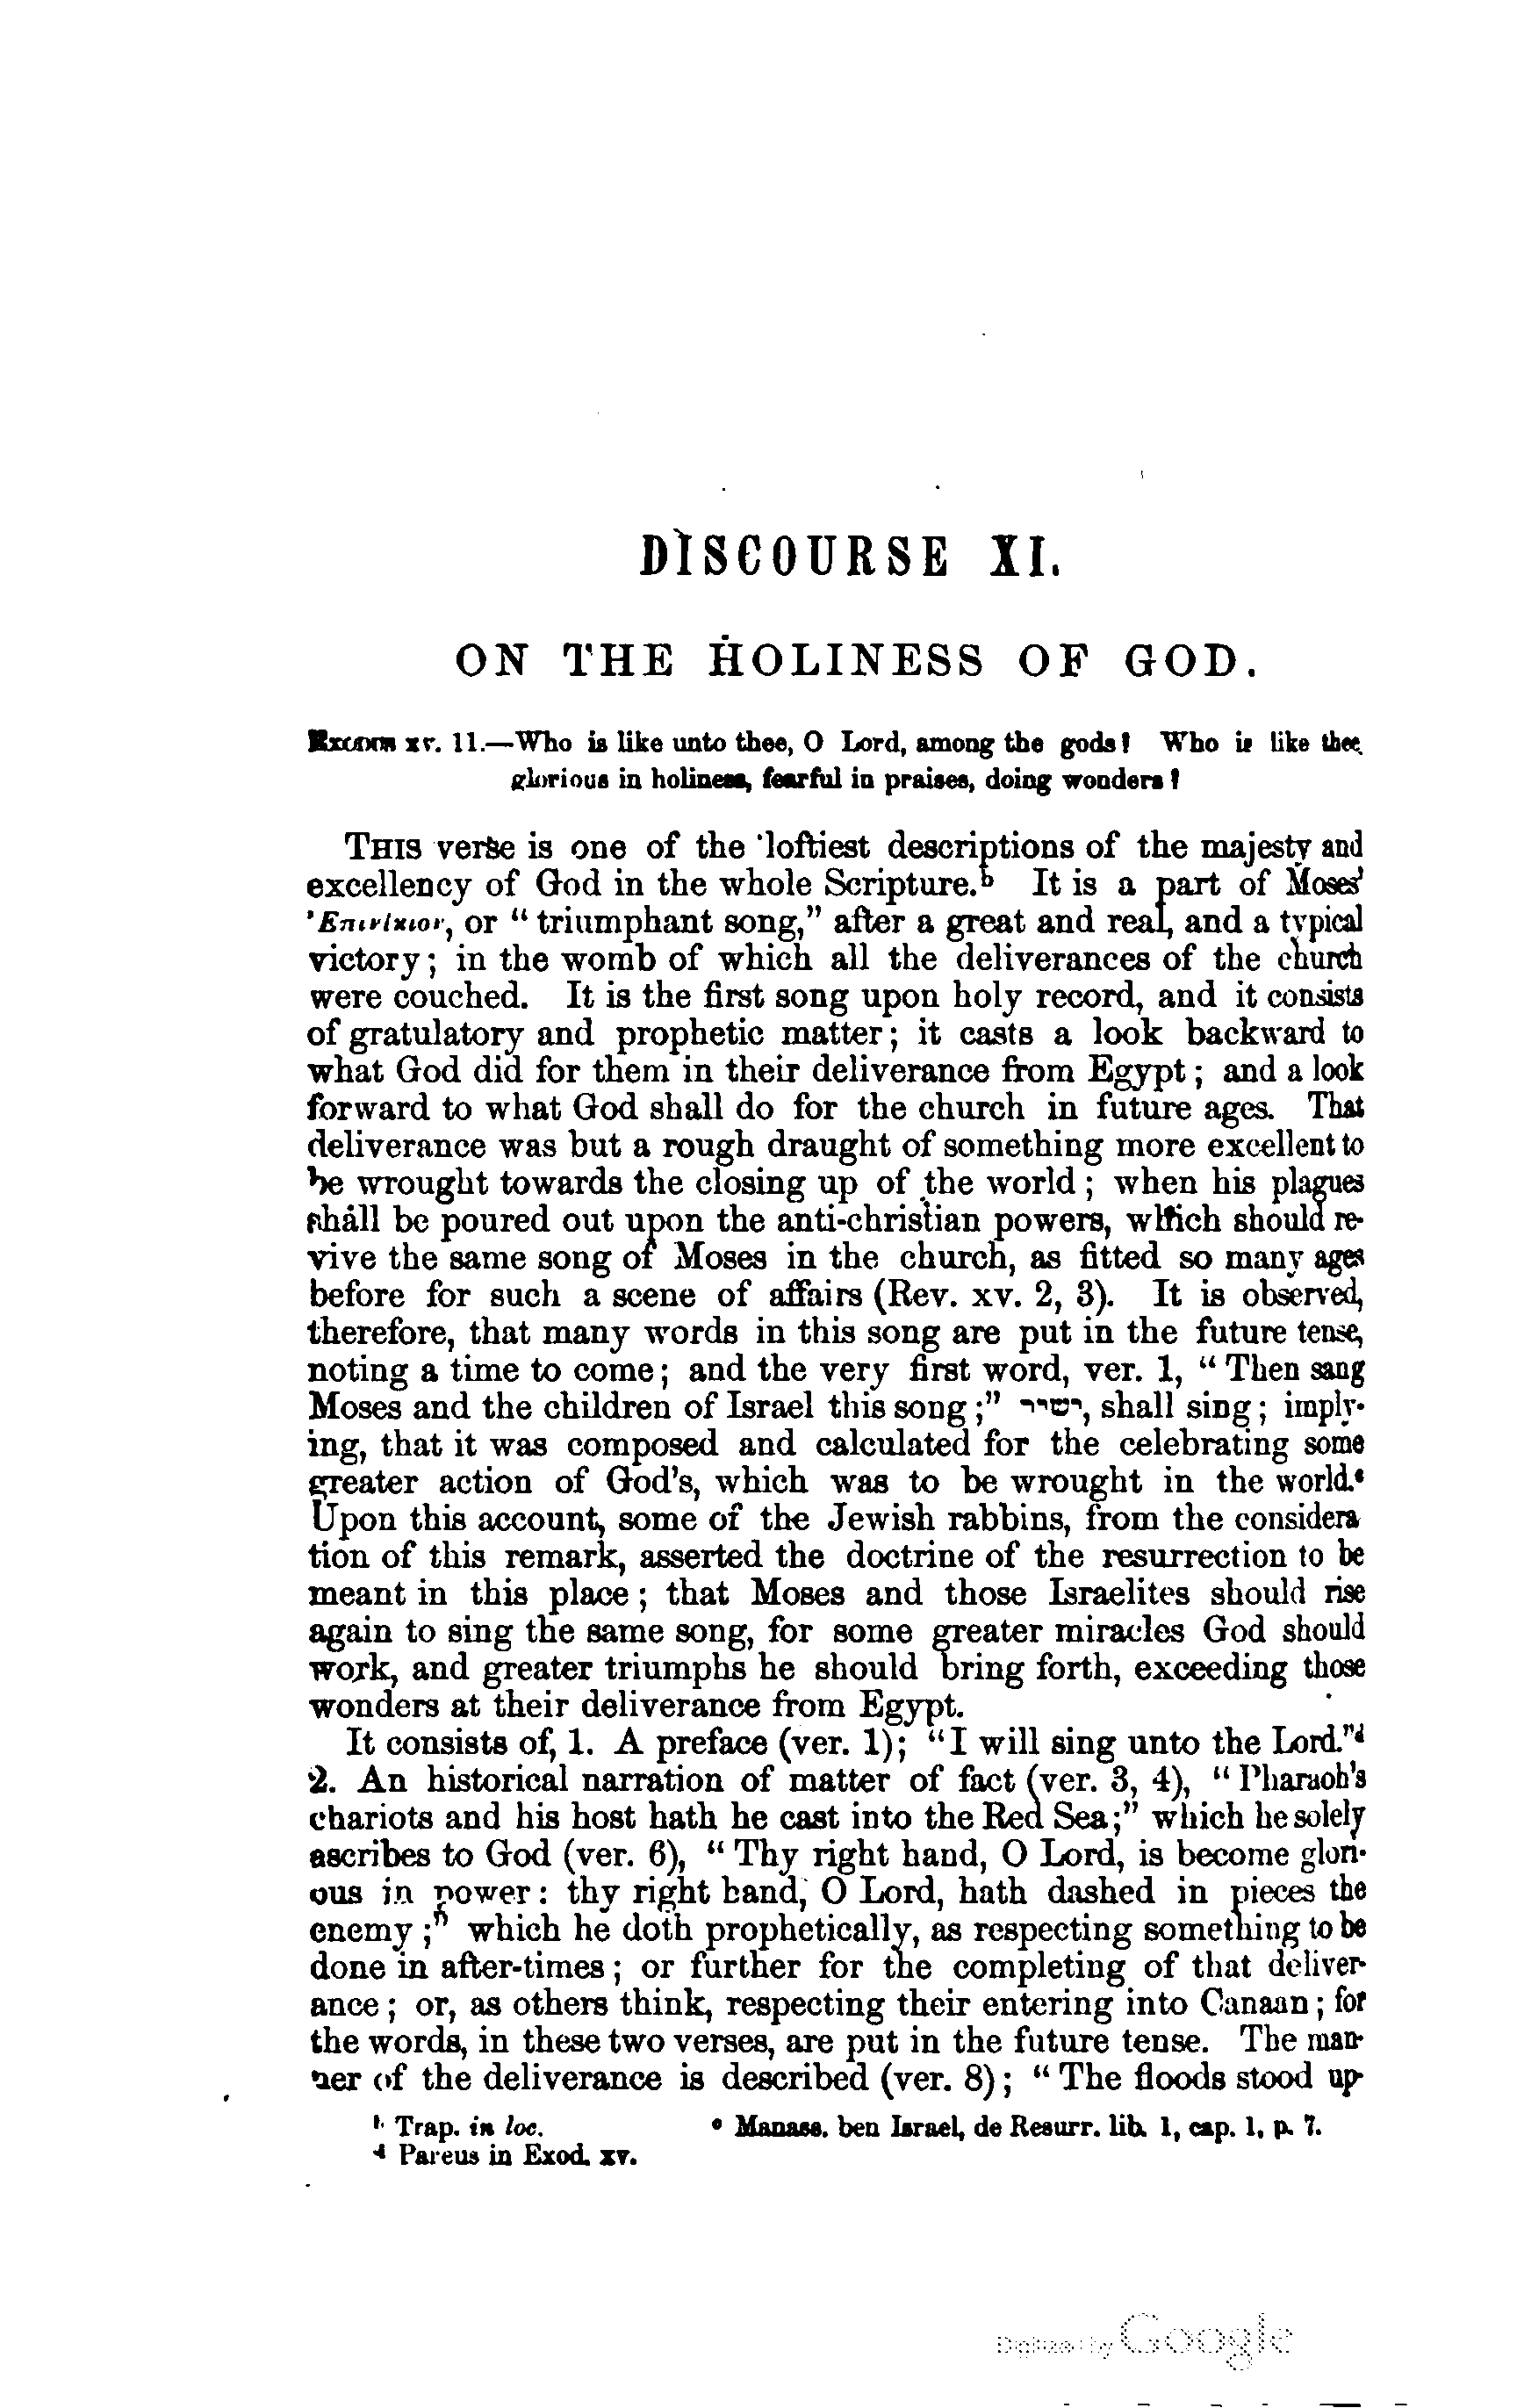 DISCOURSE XI.
ON THE HOLINESS OF GOD.
Exodus xv. 11.—Who is like unto thee, O Lord, among the gods? Who is like thee,
glorious in holiness, fearful in praises, doing wonders?
This verse is one of the loftiest descriptions of the majesty and
excellency of God in the whole Scripture.ᵇ It is a part of Moses'
Ἐπινίκιον, or "triumphant song," after a great and real, and a typical
victory; in the womb of which all the deliverances of the church
were couched. It is the first song upon holy record, and it consists
of gratulatory and prophetic matter; it casts a look backward to
what God did for them in their deliverance from Egypt; and a look
forward to what God shall do for the church in future ages. That
deliverance was but a rough draught of something more excellent to
be wrought towards the closing up of the world; when his plagues
shall be poured out upon the anti-christian powers, which should re-
vive the same song of Moses in the church, as fitted so many ages
before for such a scene of affairs (Rev. xv. 2, 3). It is observed,
therefore, that many words in this song are put in the future tense,
noting a time to come; and the very first word, ver. 1, "Then sang
Moses and the children of Israel this song;" ישיר, shall sing; imply-
ing, that it was composed and calculated for the celebrating some
greater action of God's, which was to be wrought in the world.ᶜ
Upon this account, some of the Jewish rabbins, from the considera
tion of this remark, asserted the doctrine of the resurrection to be
meant in this place; that Moses and those Israelites should rise
again to sing the same song, for some greater miracles God should
work, and greater triumphs he should bring forth, exceeding those
wonders at their deliverance from Egypt.
It consists of, 1. A preface (ver. 1); "I will sing unto the Lord."ᵈ
2. An historical narration of matter of fact (ver. 3, 4), "Pharaoh's
chariots and his host hath he cast into the Red Sea;" which he solely
ascribes to God (ver. 6), "Thy right hand, O Lord, is become glori-
ous in power: thy right hand, O Lord, hath dashed in pieces the
enemy;" which he doth prophetically, as respecting something to be
done in after-times; or further for the completing of that deliver-
ance; or, as others think, respecting their entering into Canaan; for
the words, in these two verses, are put in the future tense. The man-
ner of the deliverance is described (ver. 8); "The floods stood up-
ᵇ Trap. in loc. ᶜ Manass. ben Israel, de Resurr. lib. 1, cap. 1, p. 7.
ᵈ Pareus in Exod. xv.
Digitized by Google